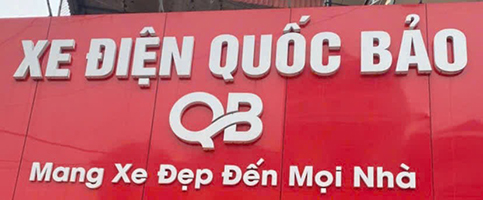 XE ĐIỆN QUỐC BẢO
QB
Mang Xe Đẹp Đến Mọi Nhà